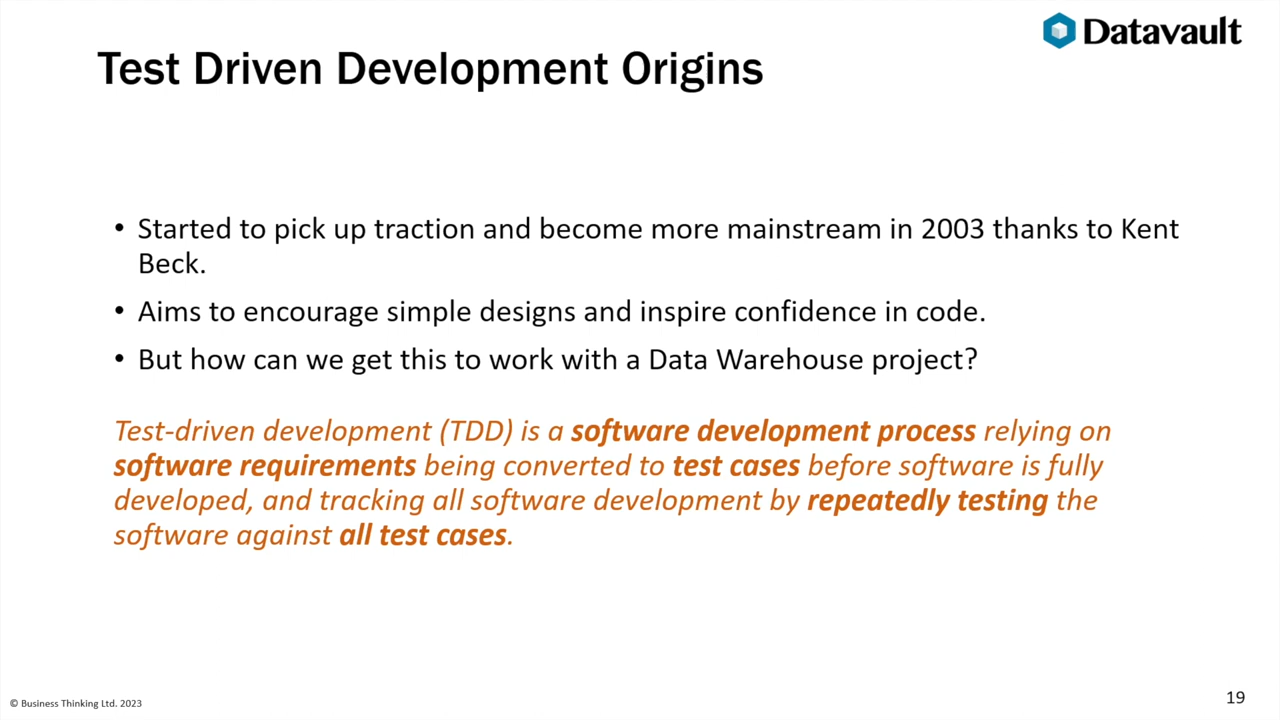 Datavault
Test Driven Development Origins
• Started to pick up traction and become more mainstream in 2003 thanks to Kent
Beck.
• Aims to encourage simple designs and inspire confidence in code.
• But how can we get this to work with a Data Warehouse project?
Test-driven development (TDD) is a software development process relying on
software requirements being converted to test cases before software is fully
developed, and tracking all software development by repeatedly testing the
software against all test cases.
© Business Thinking Ltd. 2023
19